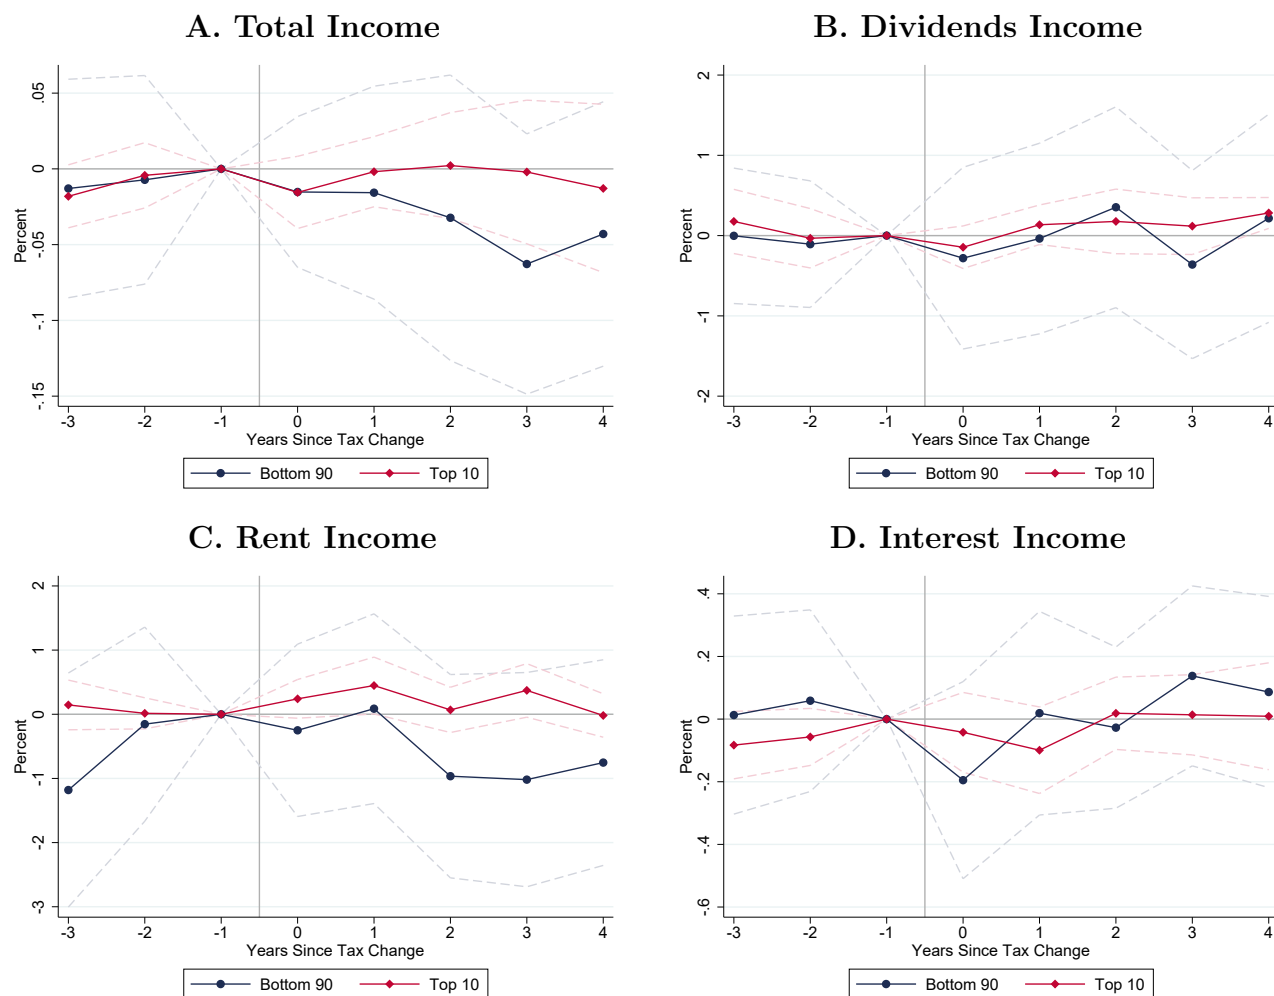 A. Total Income
Percent
.05
0
-.05
-.1
-.15
-3 -2 -1 0 1 2 3 4
Years Since Tax Change
Bottom 90 Top 10
B. Dividends Income
Percent
2
1
0
-1
-2
-3 -2 -1 0 1 2 3 4
Years Since Tax Change
Bottom 90 Top 10
C. Rent Income
Percent
2
1
0
-1
-2
-3
-3 -2 -1 0 1 2 3 4
Years Since Tax Change
Bottom 90 Top 10
D. Interest Income
Percent
.4
.2
0
-.2
-.4
-.6
-3 -2 -1 0 1 2 3 4
Years Since Tax Change
Bottom 90 Top 10